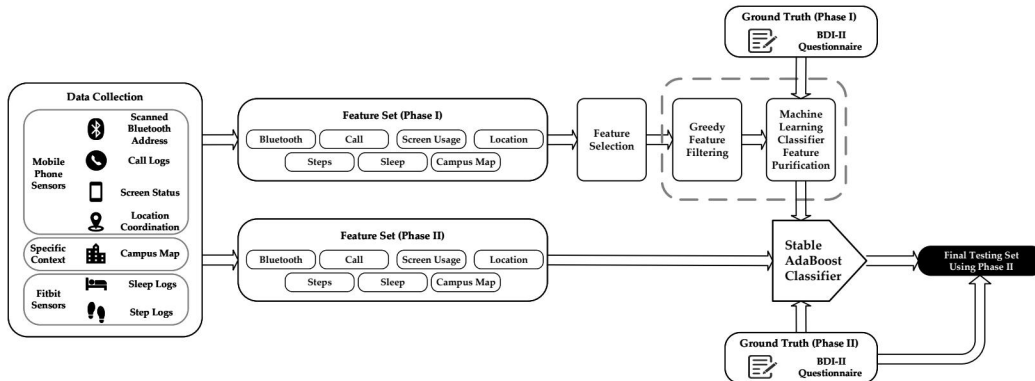 Ground Truth (Phase I)
BDI-II
Questionnaire
Data Collection
Mobile
Phone
Sensors
Scanned
Bluetooth
Address
Call Logs
Screen Status
Location
Coordination
Specific
Context
Campus Map
Fitbit
Sensors
Sleep Logs
Step Logs
Feature Set (Phase I)
Bluetooth
Call
Screen Usage
Location
Steps
Sleep
Campus Map
Feature
Selection
Greedy
Feature
Filtering
Machine
Learning
Classifier
Feature
Purification
Feature Set (Phase II)
Bluetooth
Call
Screen Usage
Location
Steps
Sleep
Campus Map
Stable
AdaBoost
Classifier
Final Testing Set
Using Phase II
Ground Truth (Phase II)
BDI-II
Questionnaire